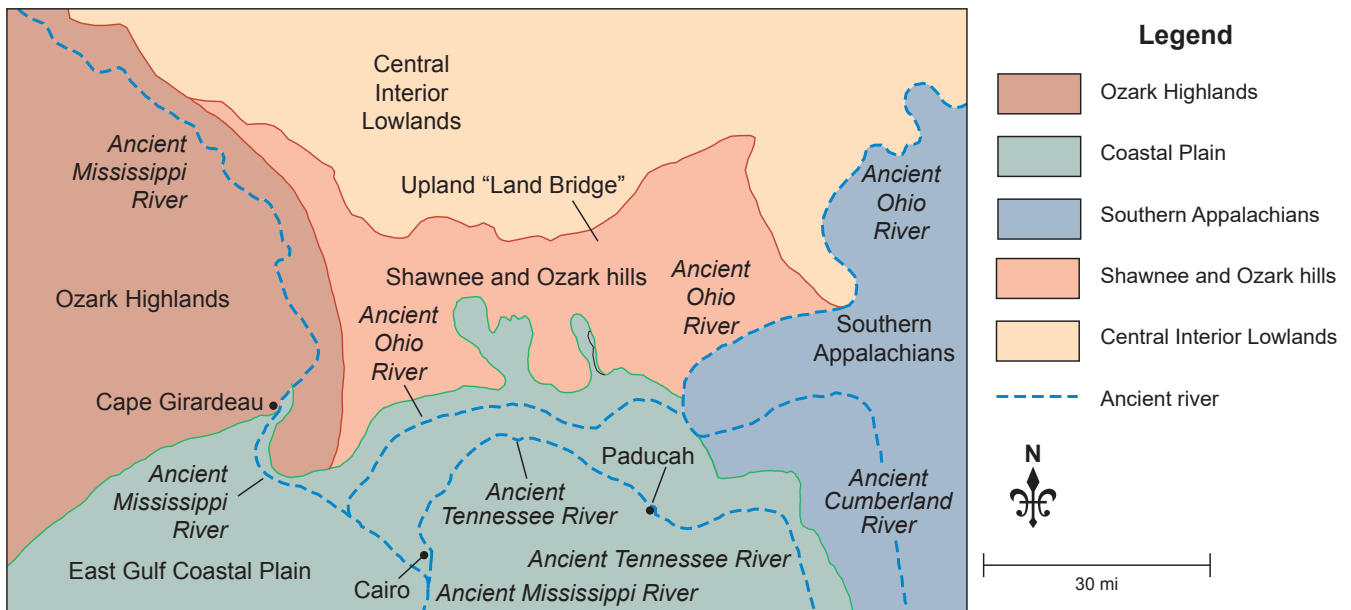 Central
Interior
Lowlands
Ancient
Mississippi
River
Upland “Land Bridge”
Ancient
Ohio
River
Ozark Highlands
Shawnee and Ozark hills
Ancient
Ohio
River
Ancient
Ohio
River
Southern
Appalachians
Cape Girardeau
Ancient
Mississippi
River
Paducah
Ancient
Tennessee River
Ancient
Cumberland
River
East Gulf Coastal Plain
Cairo
Ancient Tennessee River
Ancient Mississippi River
Legend
Ozark Highlands
Coastal Plain
Southern Appalachians
Shawnee and Ozark hills
Central Interior Lowlands
Ancient river
N
30 mi